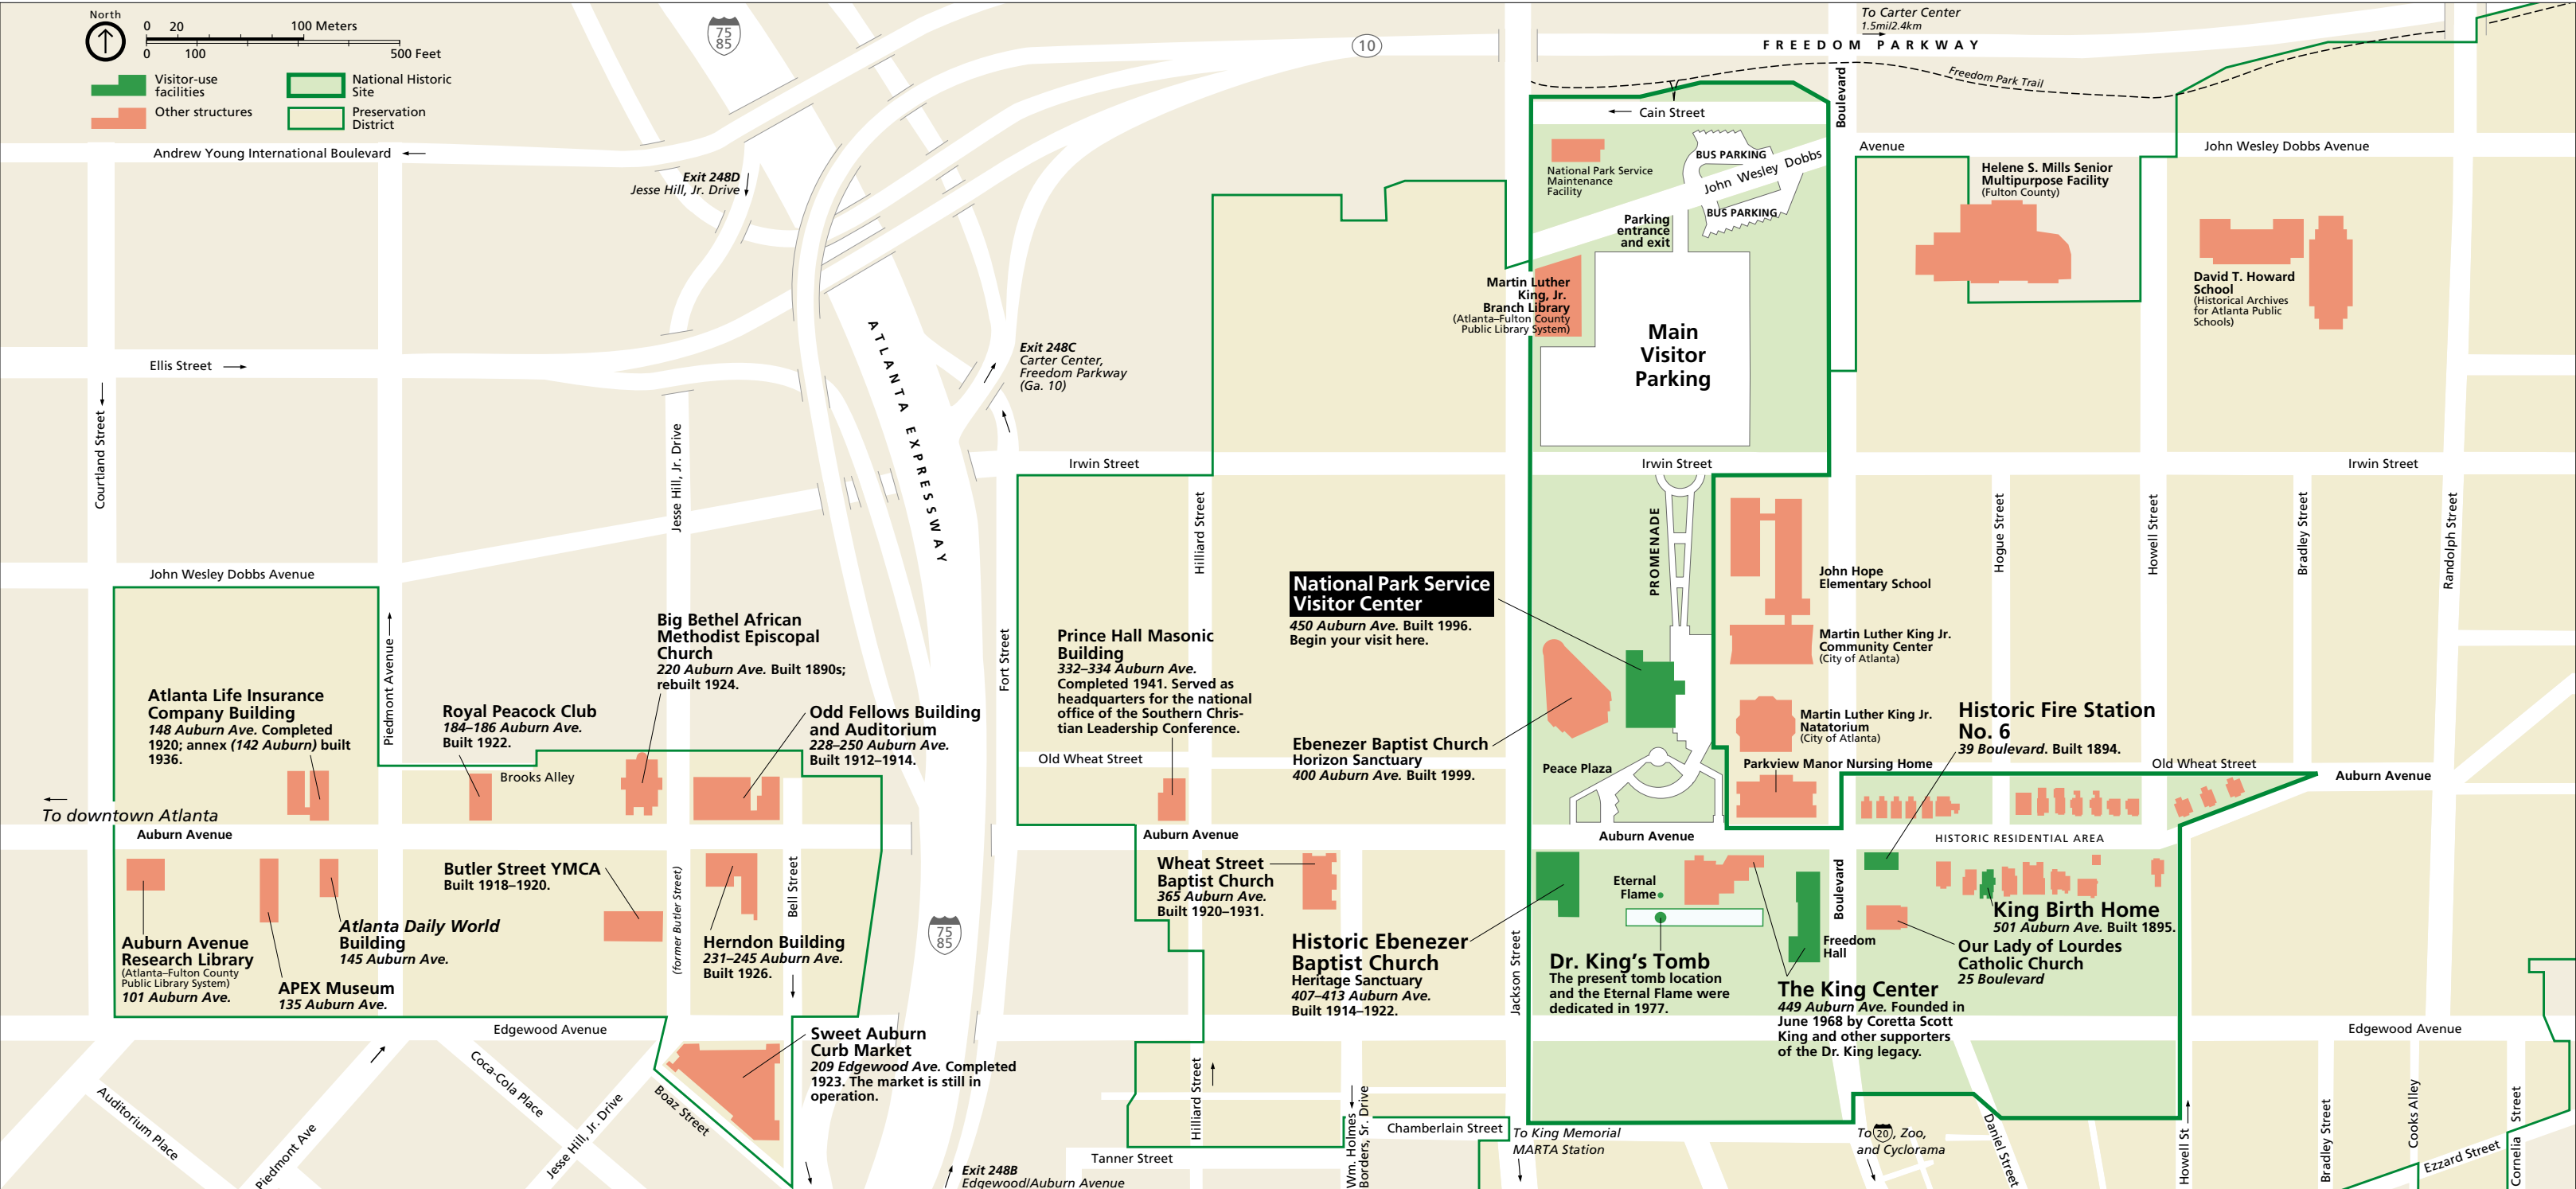 North
0 20 100 Meters
0 100 500 Feet
Visitor-use
facilities
National Historic
Site
Other structures
Preservation
District
75
85
10
To Carter Center
1.5mi/2.4km
FREEDOM PARKWAY
Freedom Park Trail
Boulevard
Cain Street
Andrew Young International Boulevard
Exit 248D
Jesse Hill, Jr. Drive
National Park Service
Maintenance
Facility
BUS PARKING
John Wesley Dobbs
BUS PARKING
Avenue
John Wesley Dobbs Avenue
Helene S. Mills Senior
Multipurpose Facility
(Fulton County)
Parking
entrance
and exit
David T. Howard
School
(Historical Archives
for Atlanta Public
Schools)
Martin Luther
King, Jr.
Branch Library
(Atlanta–Fulton County
Public Library System)
Main
Visitor
Parking
ATLANTA EXPRESSWAY
Exit 248C
Carter Center,
Freedom Parkway
(Ga. 10)
Ellis Street
Courtland Street
Jesse Hill, Jr. Drive
Irwin Street
Irwin Street
Irwin Street
Hilliard Street
PROMENADE
Hogue Street
Howell Street
Bradley Street
Randolph Street
John Wesley Dobbs Avenue
John Hope
Elementary School
National Park Service
Visitor Center
450 Auburn Ave. Built 1996.
Begin your visit here.
Martin Luther King Jr.
Community Center
(City of Atlanta)
Big Bethel African
Methodist Episcopal
Church
220 Auburn Ave. Built 1890s;
rebuilt 1924.
Prince Hall Masonic
Building
332–334 Auburn Ave.
Completed 1941. Served as
headquarters for the national
office of the Southern Chris-
tian Leadership Conference.
Fort Street
Piedmont Avenue
Atlanta Life Insurance
Company Building
148 Auburn Ave. Completed
1920; annex (142 Auburn) built
1936.
Royal Peacock Club
184–186 Auburn Ave.
Built 1922.
Odd Fellows Building
and Auditorium
228–250 Auburn Ave.
Built 1912–1914.
Historic Fire Station
No. 6
39 Boulevard. Built 1894.
Martin Luther King Jr.
Natatorium
(City of Atlanta)
Ebenezer Baptist Church
Horizon Sanctuary
400 Auburn Ave. Built 1999.
Brooks Alley
Old Wheat Street
Peace Plaza
Parkview Manor Nursing Home
Old Wheat Street
Auburn Avenue
To downtown Atlanta
Auburn Avenue
Auburn Avenue
Auburn Avenue
HISTORIC RESIDENTIAL AREA
Butler Street YMCA
Built 1918–1920.
(former Butler Street)
Bell Street
Wheat Street
Baptist Church
365 Auburn Ave.
Built 1920–1931.
Eternal
Flame
Boulevard
King Birth Home
501 Auburn Ave. Built 1895.
Atlanta Daily World
Building
145 Auburn Ave.
Auburn Avenue
Research Library
(Atlanta–Fulton County
Public Library System)
101 Auburn Ave.
APEX Museum
135 Auburn Ave.
Herndon Building
231–245 Auburn Ave.
Built 1926.
75
85
Historic Ebenezer
Baptist Church
Heritage Sanctuary
407–413 Auburn Ave.
Built 1914–1922.
Jackson Street
Dr. King's Tomb
The present tomb location
and the Eternal Flame were
dedicated in 1977.
Freedom
Hall
Our Lady of Lourdes
Catholic Church
25 Boulevard
The King Center
449 Auburn Ave. Founded in
June 1968 by Coretta Scott
King and other supporters
of the Dr. King legacy.
Edgewood Avenue
Edgewood Avenue
Sweet Auburn
Curb Market
209 Edgewood Ave. Completed
1923. The market is still in
operation.
Auditorium Place
Piedmont Ave
Coca-Cola Place
Jesse Hill, Jr. Drive
Boaz Street
Hilliard Street
Wm. Holmes
Borders, Sr. Drive
Chamberlain Street
Tanner Street
Exit 248B
Edgewood/Auburn Avenue
To King Memorial
MARTA Station
To 20, Zoo,
and Cyclorama
Daniel Street
Howell St
Bradley Street
Cooks Alley
Ezzard Street
Cornelia Street